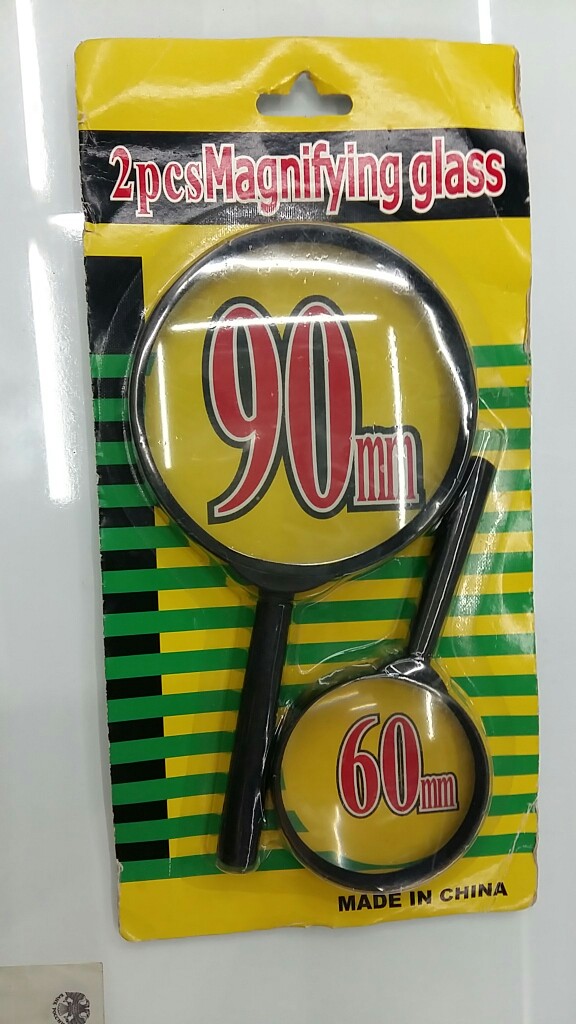 2pcsMagnifying glass
90mm
60mm
MADE IN CHINA